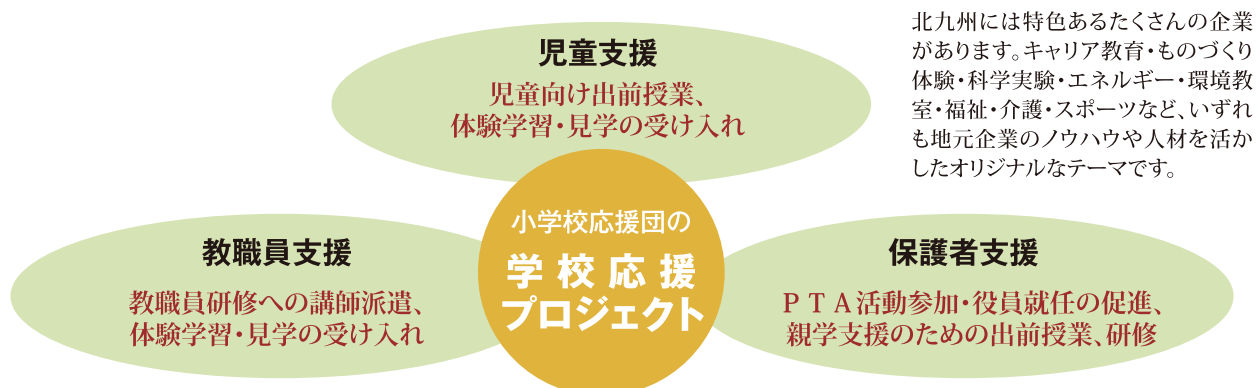 児童支援
児童向け出前授業、
体験学習・見学の受け入れ
北九州には特色あるたくさんの企業
があります。キャリア教育・ものづくり
体験・科学実験・エネルギー・環境教
室・福祉・介護・スポーツなど、いずれ
も地元企業のノウハウや人材を活か
したオリジナルなテーマです。
小学校応援団の
学校応援
プロジェクト
教職員支援
教職員研修への講師派遣、
体験学習・見学の受け入れ
保護者支援
ＰＴＡ活動参加・役員就任の促進、
親学支援のための出前授業、研修